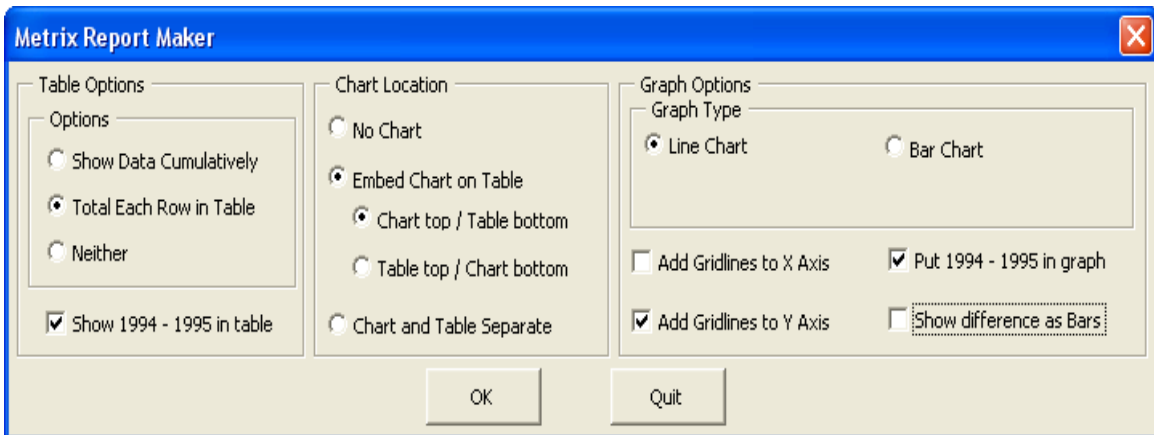 Metrix Report Maker
Table Options
Options
Show Data Cumulatively
Total Each Row in Table
Neither
Show 1994 - 1995 in table
Chart Location
No Chart
Embed Chart on Table
Chart top / Table bottom
Table top / Chart bottom
Chart and Table Separate
Graph Options
Graph Type
Line Chart
Bar Chart
Add Gridlines to X Axis
Put 1994 - 1995 in graph
Add Gridlines to Y Axis
Show difference as Bars
OK
Quit